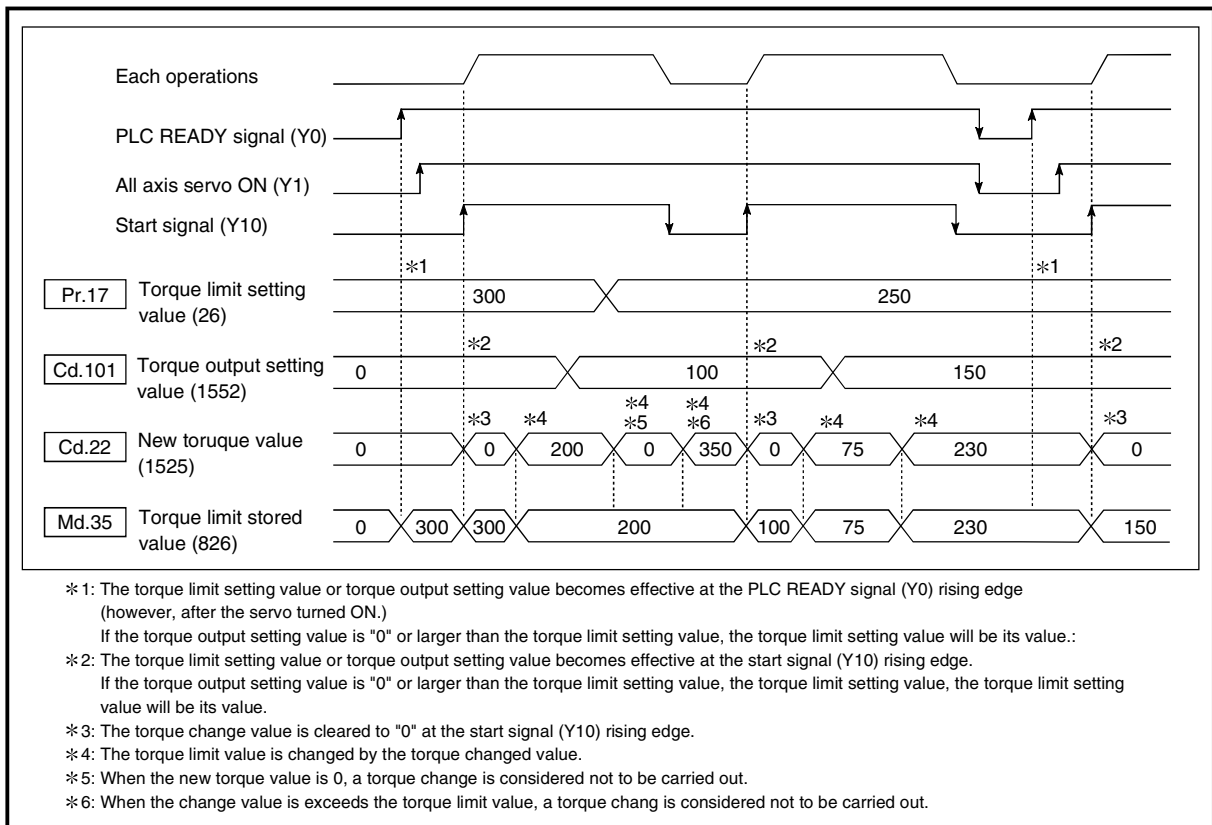 Each operations
PLC READY signal (Y0)
All axis servo ON (Y1)
Start signal (Y10)
*1 *1
Pr.17 Torque limit setting value (26) 300 250
*2 *2 *2
Cd.101 Torque output setting value (1552) 0 100 150
*4 *4
*3 *4 *5 *6 *3 *4 *4 *3
Cd.22 New toruque value (1525) 0 0 200 0 350 0 75 230 0
Md.35 Torque limit stored value (826) 0 300 300 200 100 75 230 150
*1: The torque limit setting value or torque output setting value becomes effective at the PLC READY signal (Y0) rising edge
(however, after the servo turned ON.)
If the torque output setting value is "0" or larger than the torque limit setting value, the torque limit setting value will be its value.:
*2: The torque limit setting value or torque output setting value becomes effective at the start signal (Y10) rising edge.
If the torque output setting value is "0" or larger than the torque limit setting value, the torque limit setting value, the torque limit setting
value will be its value.
*3: The torque change value is cleared to "0" at the start signal (Y10) rising edge.
*4: The torque limit value is changed by the torque changed value.
*5: When the new torque value is 0, a torque change is considered not to be carried out.
*6: When the change value is exceeds the torque limit value, a torque chang is considered not to be carried out.